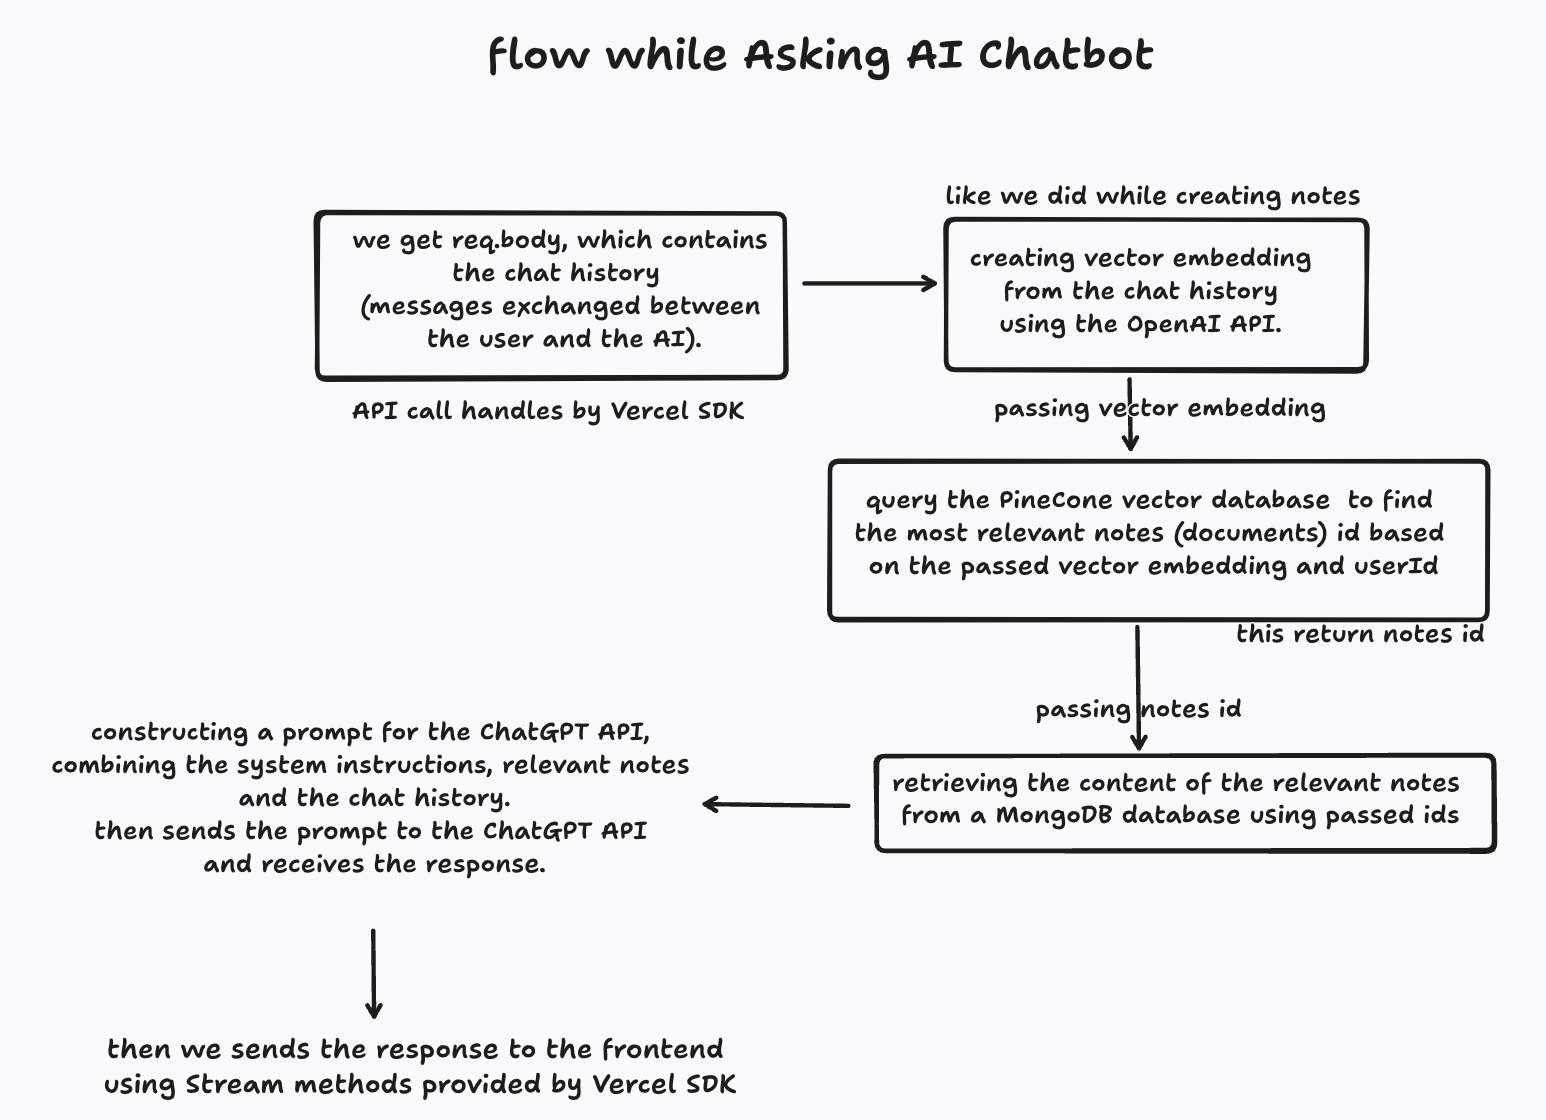 flow while Asking AI Chatbot
we get req.body, which contains
the chat history
(messages exchanged between
the user and the AI).
API call handles by Vercel SDK
like we did while creating notes
creating vector embedding
from the chat history
using the OpenAI API.
passing vector embedding
query the PineCone vector database to find
the most relevant notes (documents) id based
on the passed vector embedding and userId
this return notes id
passing notes id
retrieving the content of the relevant notes
from a MongoDB database using passed ids
constructing a prompt for the ChatGPT API,
combining the system instructions, relevant notes
and the chat history.
then sends the prompt to the ChatGPT API
and receives the response.
then we sends the response to the frontend
using Stream methods provided by Vercel SDK